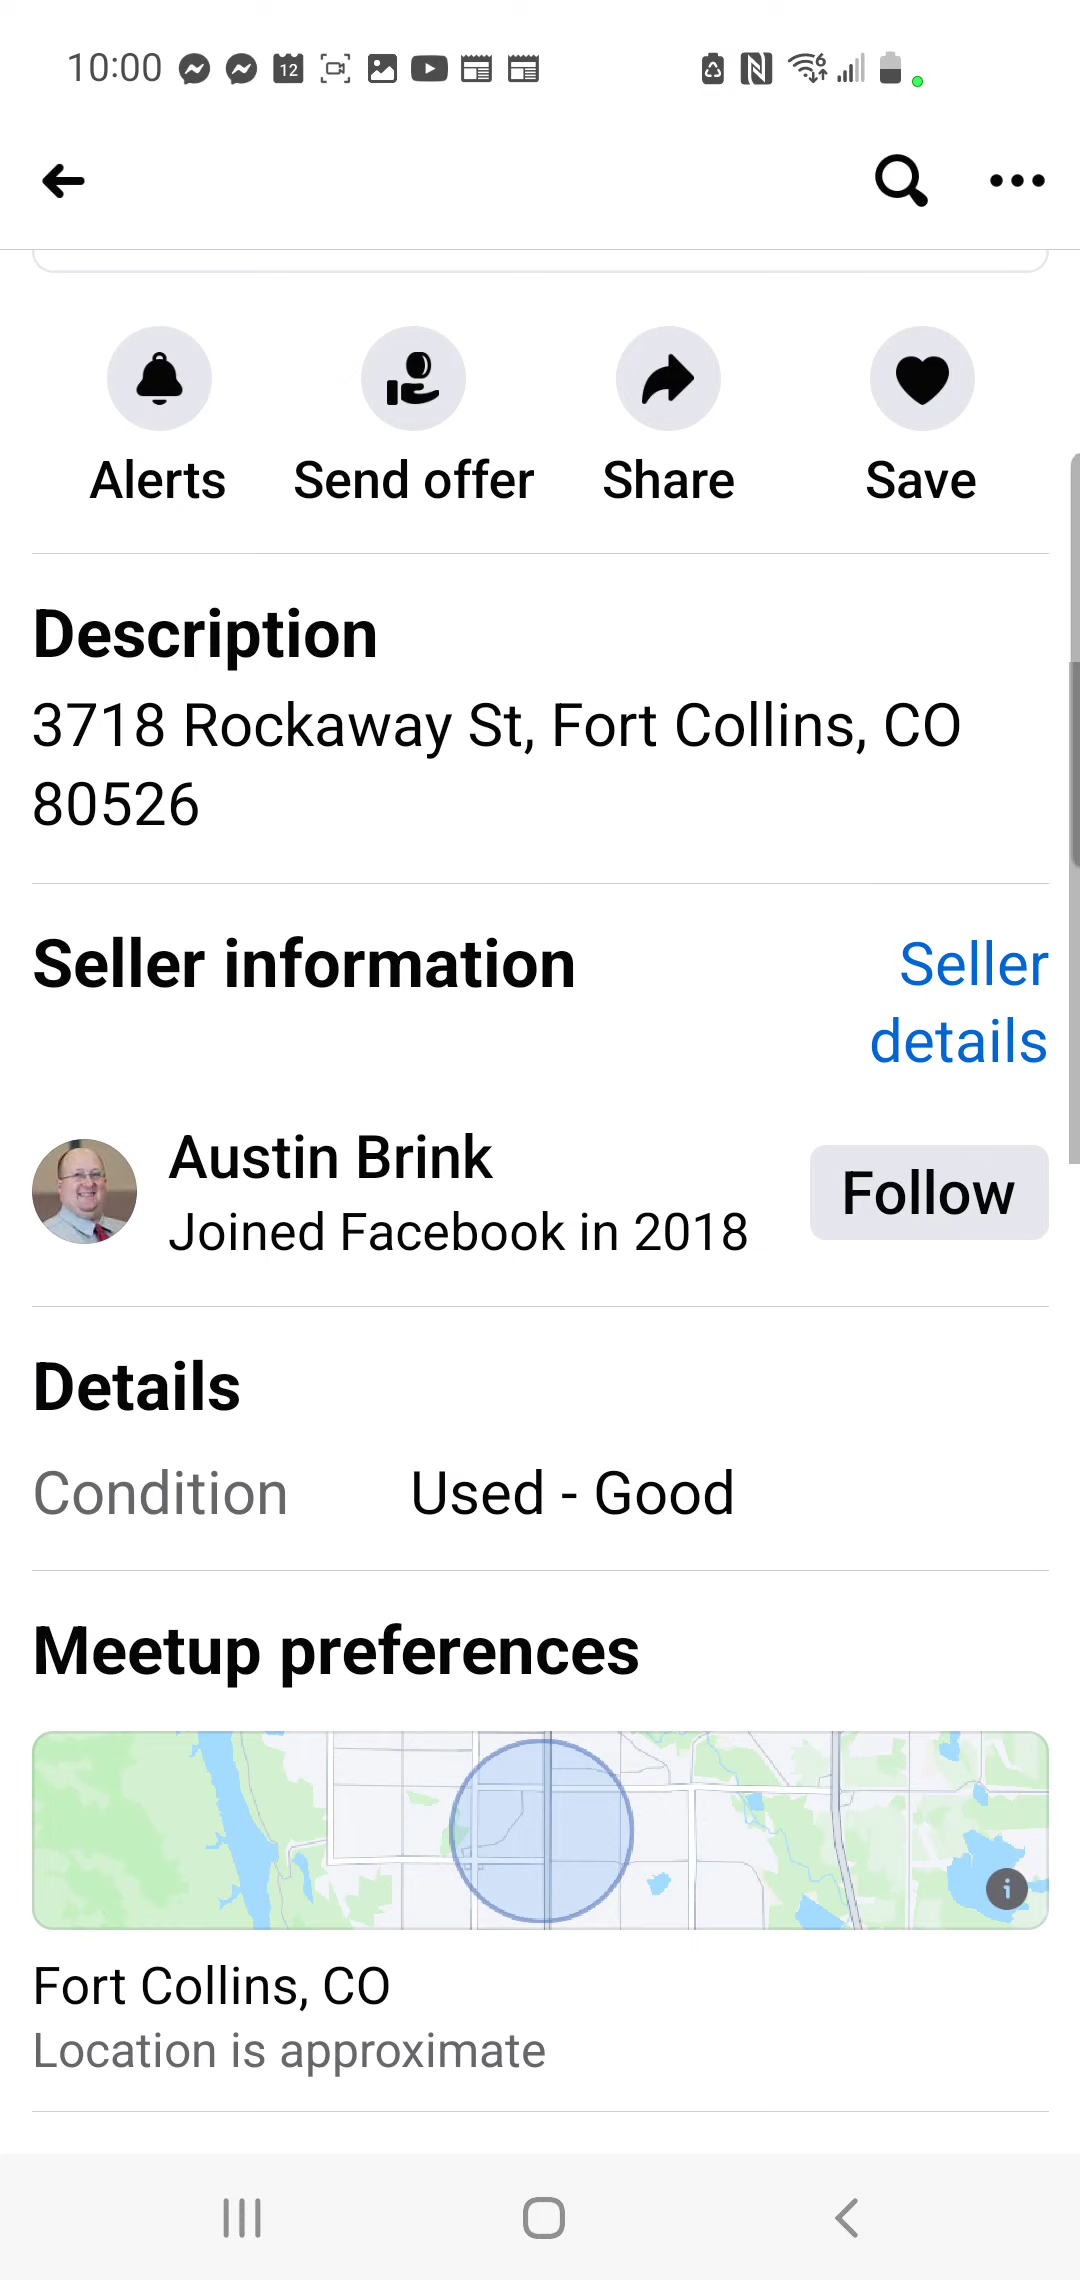 10:00
12
6
Alerts
Send offer
Share
Save
Description
3718 Rockaway St, Fort Collins, CO
80526
Seller information
Seller
details
Austin Brink
Joined Facebook in 2018
Follow
Details
Condition
Used - Good
Meetup preferences
Fort Collins, CO
Location is approximate